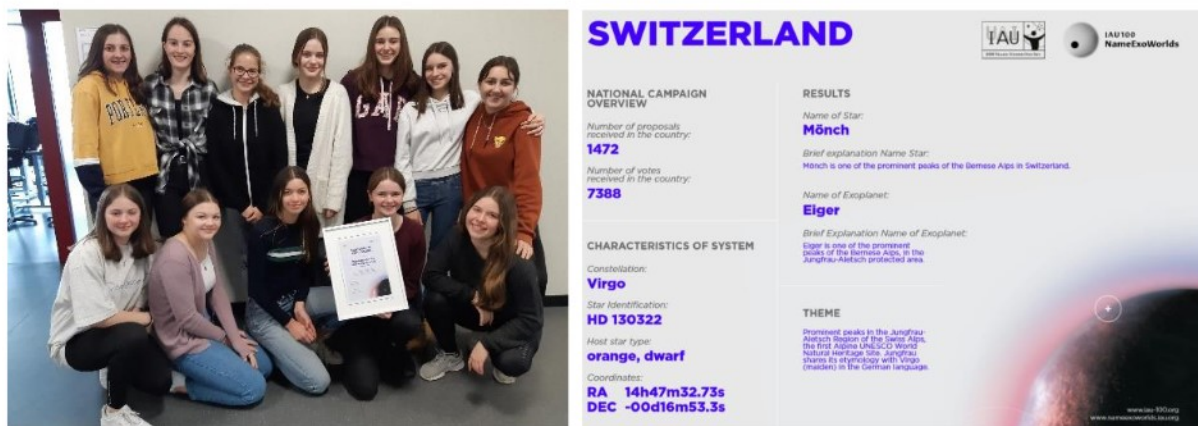 PORTL
GAP
SWITZERLAND
IAU
IAU100
NameExoWorlds
NATIONAL CAMPAIGN
OVERVIEW
Number of proposals
received in the country:
1472
Number of votes
received in the country:
7388
CHARACTERISTICS OF SYSTEM
Constellation:
Virgo
Star Identification:
HD 130322
Host star type:
orange, dwarf
Coordinates:
RA 14h47m32.73s
DEC -00d16m53.3s
RESULTS
Name of Star:
Mönch
Brief explanation Name Star:
Mönch is one of the prominent peaks of the Bernese Alps in Switzerland.
Name of Exoplanet:
Eiger
Brief Explanation Name of Exoplanet:
Eiger is one of the prominent
peaks of the Bernese Alps, in the
Jungfrau-Aletsch protected area.
THEME
Prominent peaks in the Jungfrau-
Aletsch Region of the Swiss Alps,
the first Alpine UNESCO World
Natural Heritage Site. Jungfrau
shares its etymology with Virgo
(maiden) in the German language.
www.iau-100.org
www.nameexoworlds.iau.org